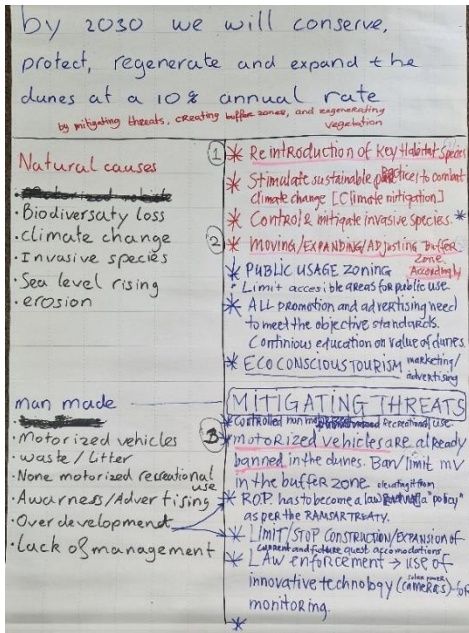 by 2030 we will conserve,
protect, regenerate and expand the
dunes at a 10% annual rate
by mitigating threats, creating buffer zones, and regenerating
vegetation
Natural causes
• Biodiversaty loss
• climate change
• Invasive species
• Sea level rising
• erosion
man made
• Motorized vehicles
• waste / Litter
• None motorized recreational
use
• Awarness/Advertising
• Over development
• Lack of management
1 * Reintroduction of Key Habitat Species
* Stimulate sustainable practice, to combat
climate change [Climate mitigation]
* Control & mitigate invasive species. *
2 * MOVING/EXPANDING/ADJUSTING BUFFER
ZONE
Accordingly
* PUBLIC USAGE ZONING
• Limit accesible areas for public use
* ALL promotion and advertising need
to meet the objective standards.
Continious education on value of dunes.
* ECO CONSCIOUS TOURISM marketing/
advertising
MITIGATING THREATS
* Controlled non Recreational use
3 * motorized vehicles are already
banned in the dunes. Ban/limit mv
in the buffer zone
* R.O.P. has to become a law a "policy"
as per the RAMSAR TREATY.
* LIMIT/STOP CONSTRUCTION/EXPANSION OF
current and future guest accomodations
* LAW enforcement → use of
innovative technology (cameras) for
solar power
monitoring.
*